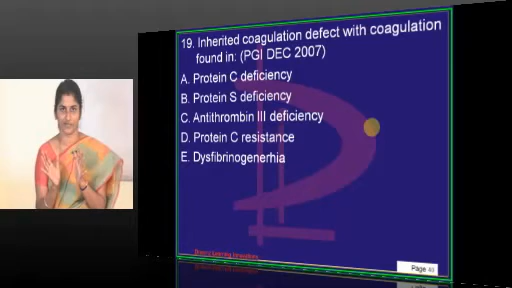 19. Inherited coagulation defect with coagulation
found in: (PGI DEC 2007)
A. Protein C deficiency
B. Protein S deficiency
C. Antithrombin III deficiency
D. Protein C resistance
E. Dysfibrinogenerhia
Page 40